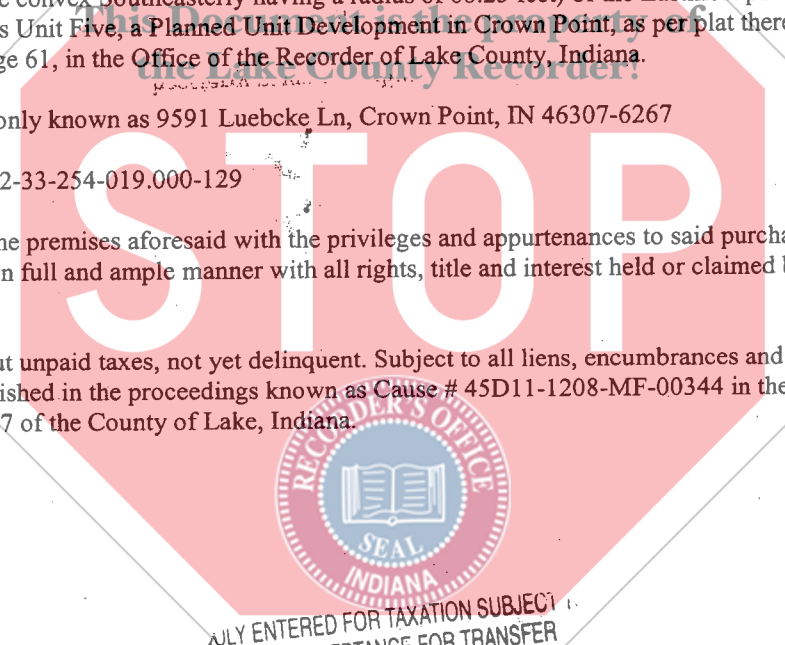 convex Southeasterly having a radius of
This Document is the property of
s Unit Five, a Planned Unit Development in Crown Point, as per plat there
ge 61, in the Office of the Recorder of Lake County, Indiana.
the Lake County Recorder!
only known as 9591 Luebcke Ln, Crown Point, IN 46307-6267
2-33-254-019.000-129
STOP
he premises aforesaid with the privileges and appurtenances to said purcha
n full and ample manner with all rights, title and interest held or claimed
ut unpaid taxes, not yet delinquent. Subject to all liens, encumbrances and
ished in the proceedings known as Cause # 45D11-1208-MF-00344 in the
7 of the County of Lake, Indiana.
RECORDER'S OFFICE
SEAL
INDIANA
ULY ENTERED FOR TAXATION SUBJECT
FOR TRANSFER